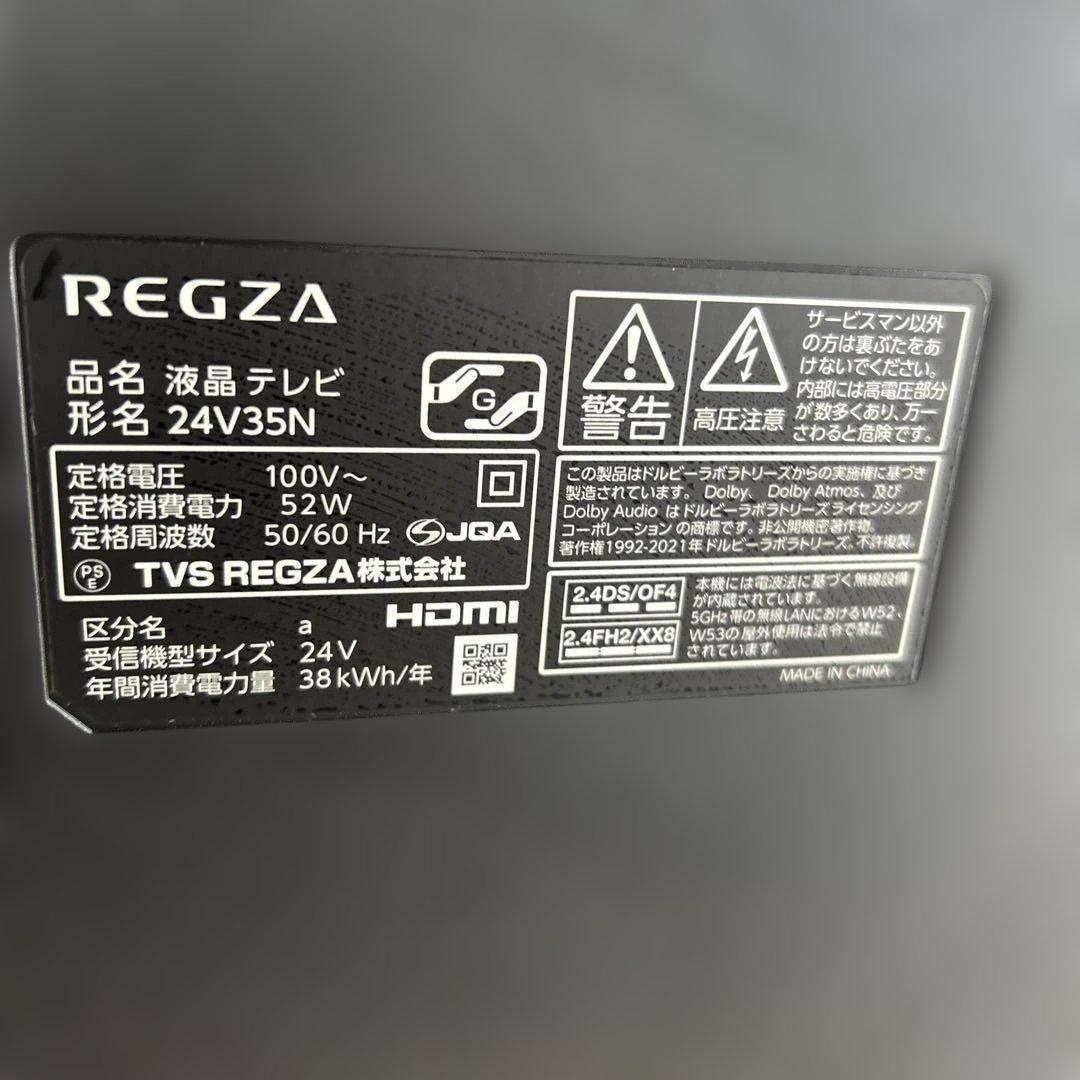 REGZA
品名 液晶テレビ
形名 24V35N
G
定格電圧 100V～
定格消費電力 52W
定格周波数 50/60 Hz
JQA
PS
E
TVS REGZA株式会社
区分名 a
受信機型サイズ 24V
年間消費電力量 38kWh/年
HDMI
警告
高圧注意
サービスマン以外
の方は裏ぶたをあ
けないでください。
内部には高電圧部分
が数多くあり、万一
さわると危険です。
この製品はドルビーラボラトリーズからの実施権に基づき
製造されています。 Dolby、 Dolby Atmos、及び
Dolby Audio はドルビーラボラトリーズライセンシング
コーポレーションの商標です。非公開機密著作物。
著作権1992-2021年ドルビーラボラトリーズ。不許複製。
2.4DS/OF4
2.4FH2/XX8
本機には電波法に基づく無線設備
が内蔵されています。
5GHz帯の無線LANにおけるW52、
W53の屋外使用は法令で禁止
されています。
MADE IN CHINA